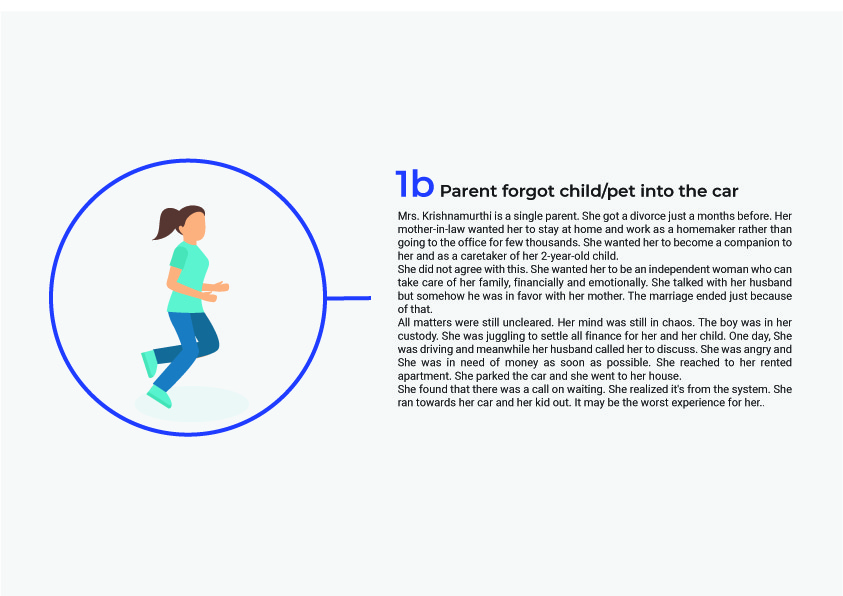 1b Parent forgot child/pet into the car
Mrs. Krishnamurthi is a single parent. She got a divorce just a months before. Her
mother-in-law wanted her to stay at home and work as a homemaker rather than
going to the office for few thousands. She wanted her to become a companion to
her and as a caretaker of her 2-year-old child.
She did not agree with this. She wanted her to be an independent woman who can
take care of her family, financially and emotionally. She talked with her husband
but somehow he was in favor with her mother. The marriage ended just because
of that.
All matters were still uncleared. Her mind was still in chaos. The boy was in her
custody. She was juggling to settle all finance for her and her child. One day, She
was driving and meanwhile her husband called her to discuss. She was angry and
She was in need of money as soon as possible. She reached to her rented
apartment. She parked the car and she went to her house.
She found that there was a call on waiting. She realized it's from the system. She
ran towards her car and her kid out. It may be the worst experience for her..